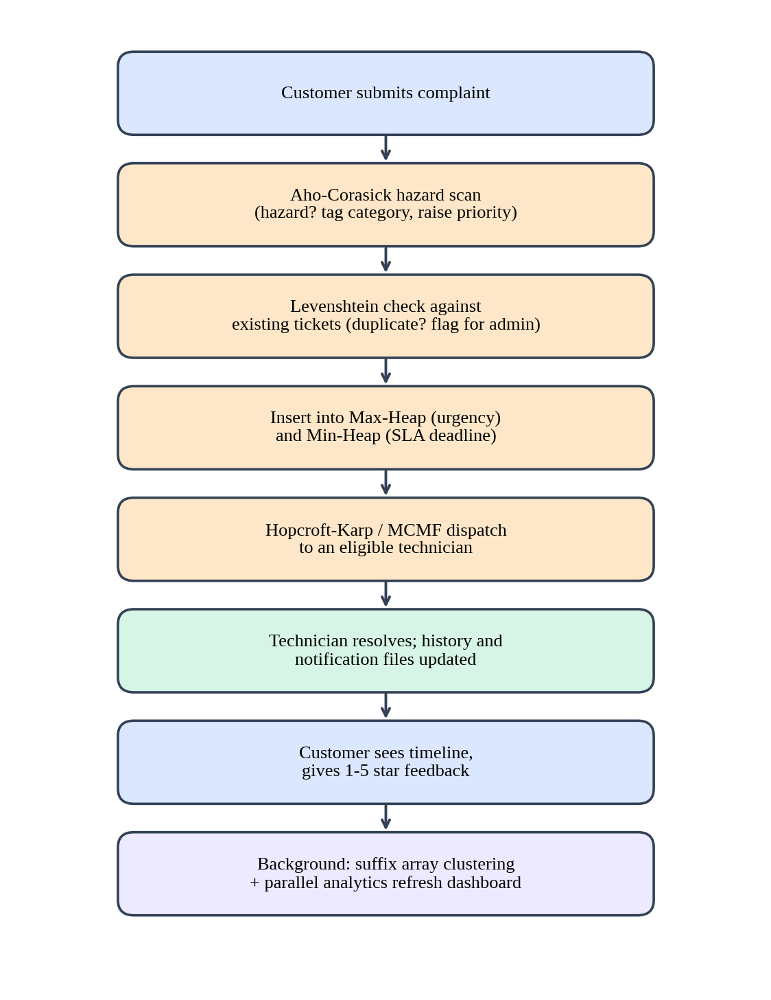 Customer submits complaint
Aho-Corasick hazard scan
(hazard? tag category, raise priority)
Levenshtein check against
existing tickets (duplicate? flag for admin)
Insert into Max-Heap (urgency)
and Min-Heap (SLA deadline)
Hopcroft-Karp / MCMF dispatch
to an eligible technician
Technician resolves; history and
notification files updated
Customer sees timeline,
gives 1-5 star feedback
Background: suffix array clustering
+ parallel analytics refresh dashboard